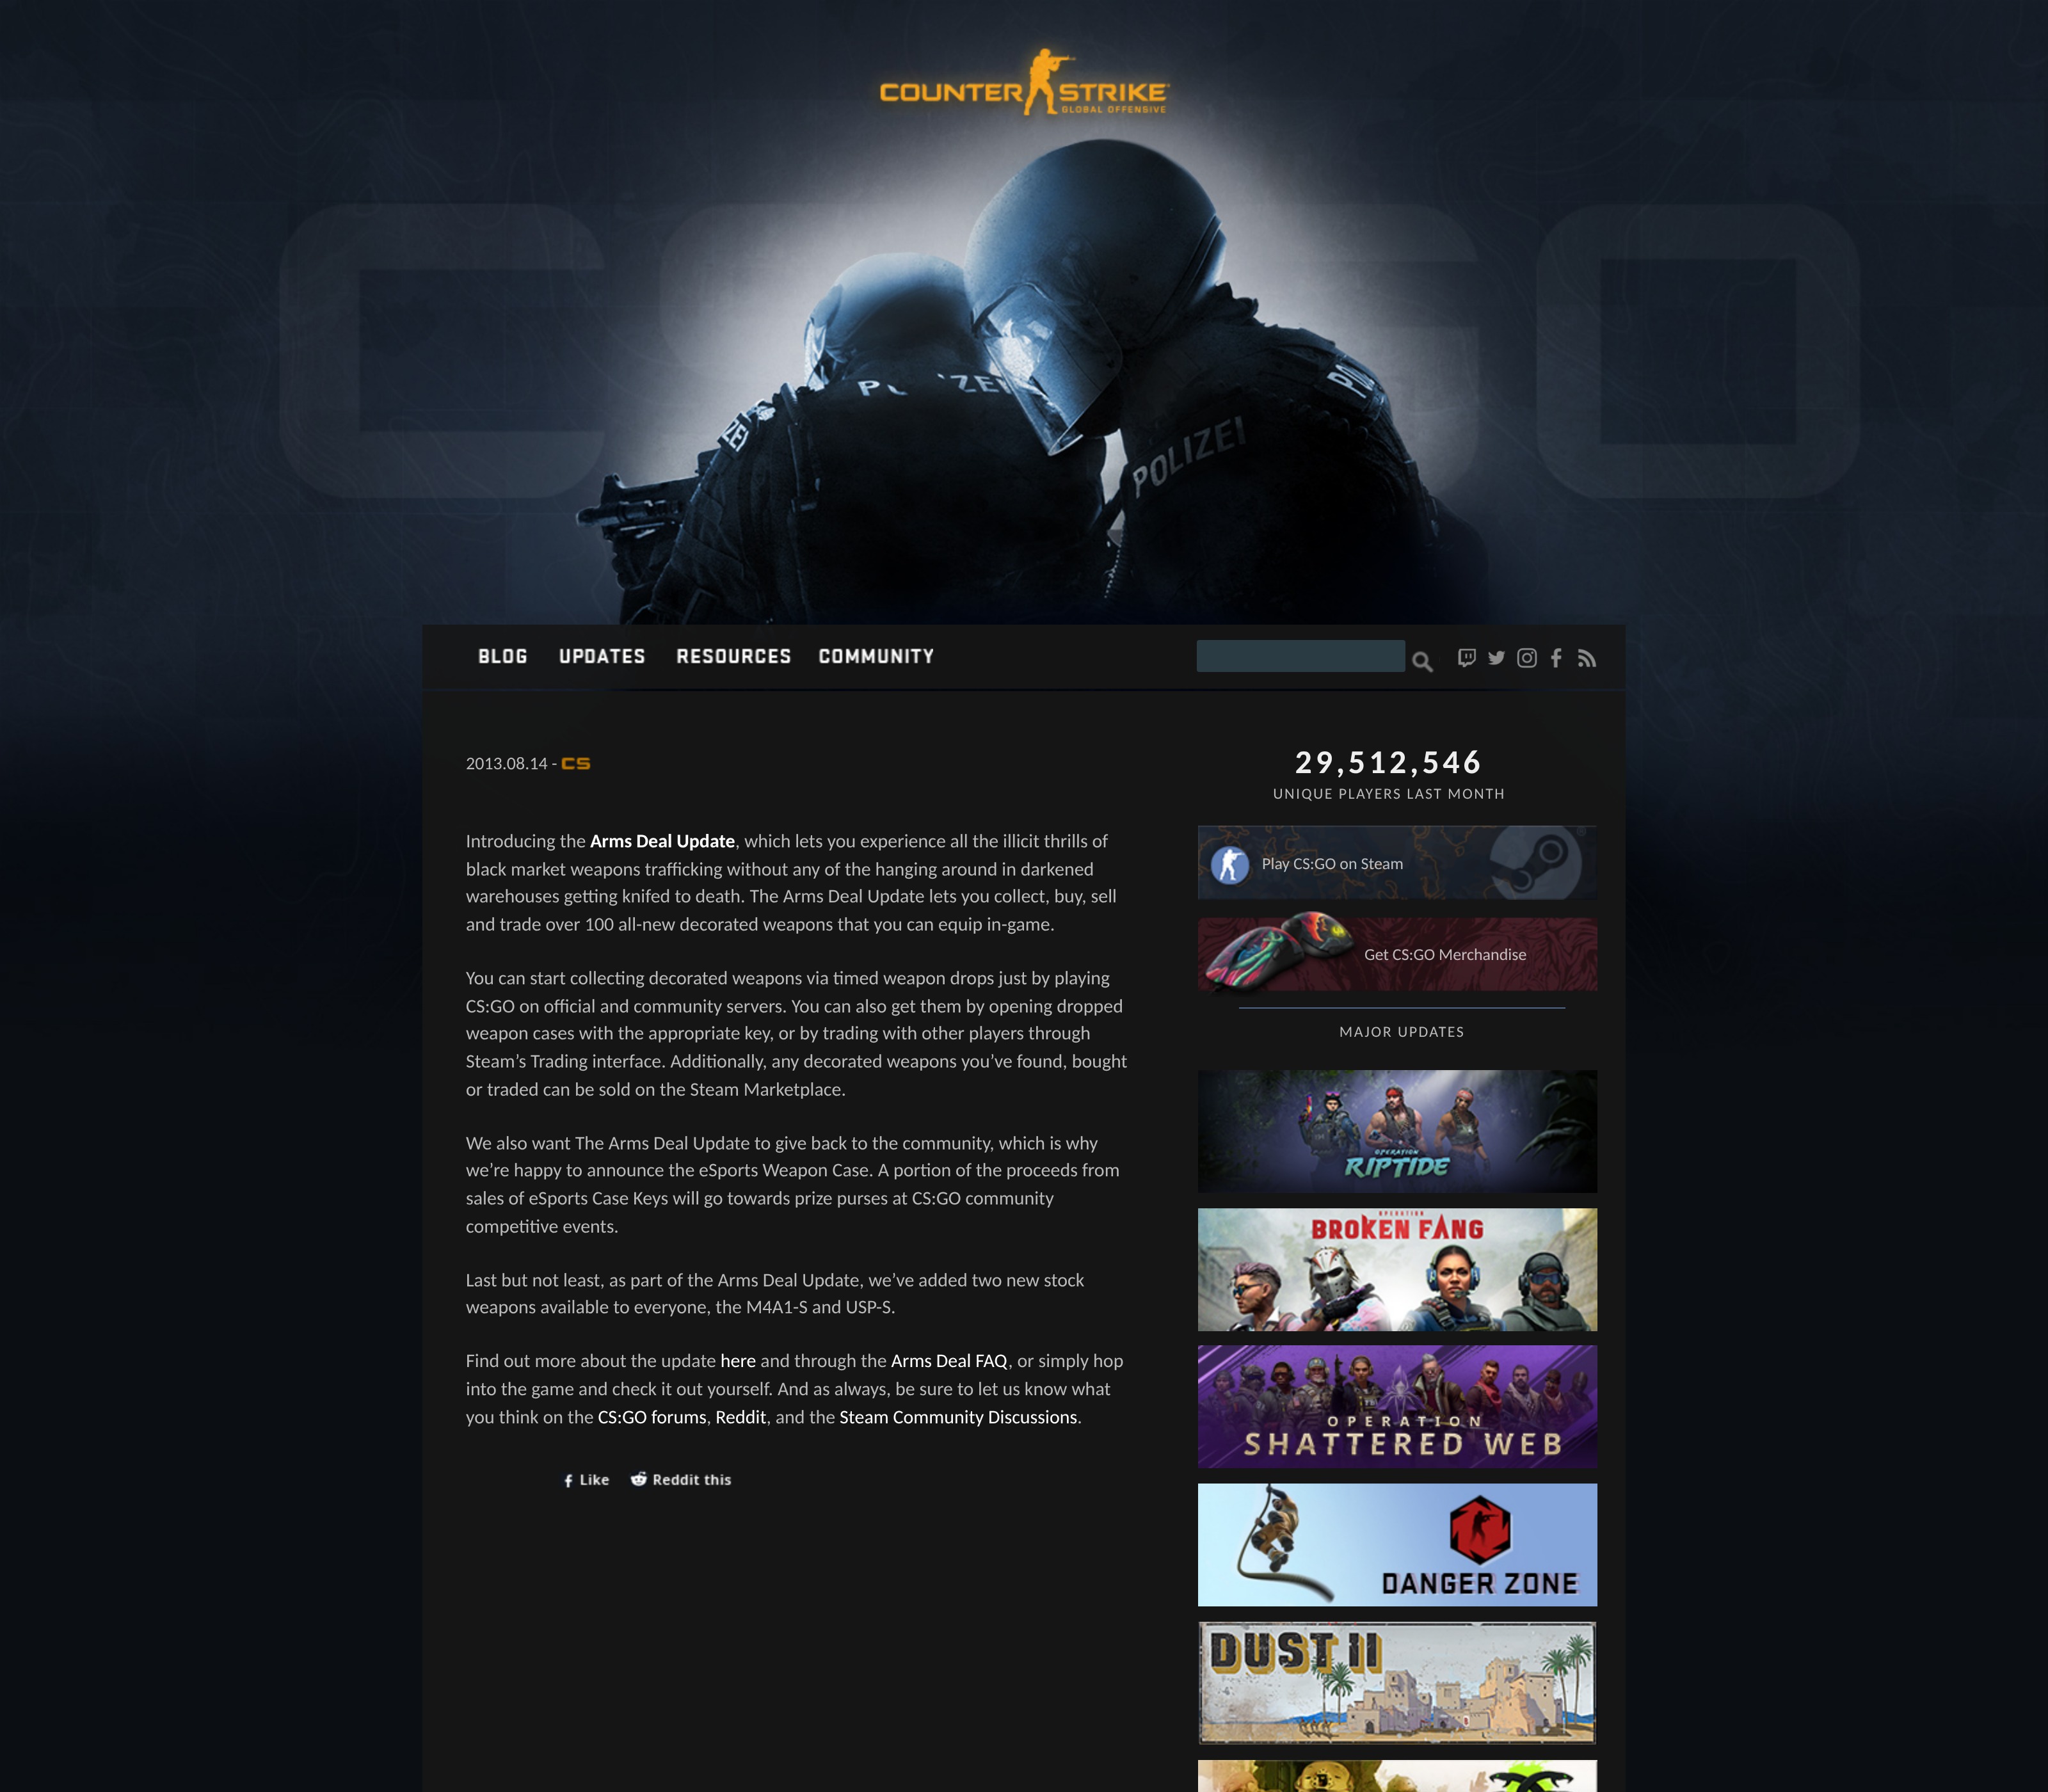 COUNTER STRIKE
GLOBAL OFFENSIVE
CSGO
POLIZEI
BLOG UPDATES RESOURCES COMMUNITY
2013.08.14 - CS
Introducing the Arms Deal Update, which lets you experience all the illicit thrills of
black market weapons trafficking without any of the hanging around in darkened
warehouses getting knifed to death. The Arms Deal Update lets you collect, buy, sell
and trade over 100 all-new decorated weapons that you can equip in-game.
You can start collecting decorated weapons via timed weapon drops just by playing
CS:GO on official and community servers. You can also get them by opening dropped
weapon cases with the appropriate key, or by trading with other players through
Steam’s Trading interface. Additionally, any decorated weapons you’ve found, bought
or traded can be sold on the Steam Marketplace.
We also want The Arms Deal Update to give back to the community, which is why
we’re happy to announce the eSports Weapon Case. A portion of the proceeds from
sales of eSports Case Keys will go towards prize purses at CS:GO community
competitive events.
Last but not least, as part of the Arms Deal Update, we’ve added two new stock
weapons available to everyone, the M4A1-S and USP-S.
Find out more about the update here and through the Arms Deal FAQ, or simply hop
into the game and check it out yourself. And as always, be sure to let us know what
you think on the CS:GO forums, Reddit, and the Steam Community Discussions.
Like Reddit this
29,512,546
UNIQUE PLAYERS LAST MONTH
Play CS:GO on Steam
Get CS:GO Merchandise
MAJOR UPDATES
OPERATION
RIPTIDE
OPERATION
BROKEN FANG
OPERATION
SHATTERED WEB
DANGER ZONE
DUST II